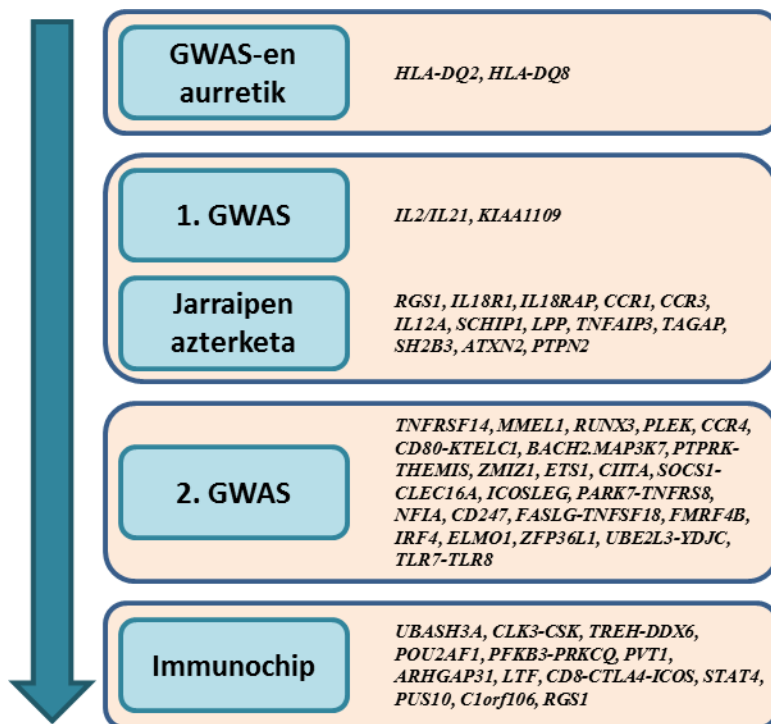 GWAS-en
aurretik
HLA-DQ2, HLA-DQ8
1. GWAS
IL2/IL21, KIAA1109
Jarraipen
azterketa
RGS1, IL18R1, IL18RAP, CCR1, CCR3,
IL12A, SCHIP1, LPP, TNFAIP3, TAGAP,
SH2B3, ATXN2, PTPN2
2. GWAS
TNFRSF14, MMEL1, RUNX3, PLEK, CCR4,
CD80-KTELC1, BACH2.MAP3K7, PTPRK-
THEMIS, ZMIZ1, ETS1, CIITA, SOCS1-
CLEC16A, ICOSLEG, PARK7-TNFRS8,
NFIA, CD247, FASLG-TNFSF18, FMRF4B,
IRF4, ELMO1, ZFP36L1, UBE2L3-YDJC,
TLR7-TLR8
Immunochip
UBASH3A, CLK3-CSK, TREH-DDX6,
POU2AF1, PFKB3-PRKCQ, PVT1,
ARHGAP31, LTF, CD8-CTLA4-ICOS, STAT4,
PUS10, C1orf106, RGS1